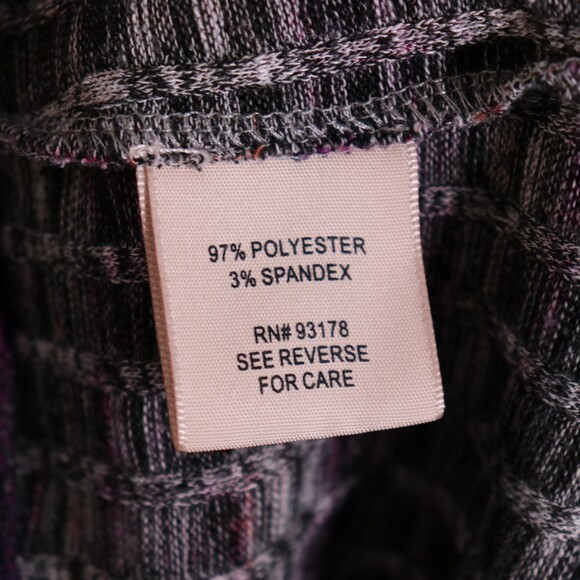 97% POLYESTER
3% SPANDEX
RN# 93178
SEE REVERSE
FOR CARE